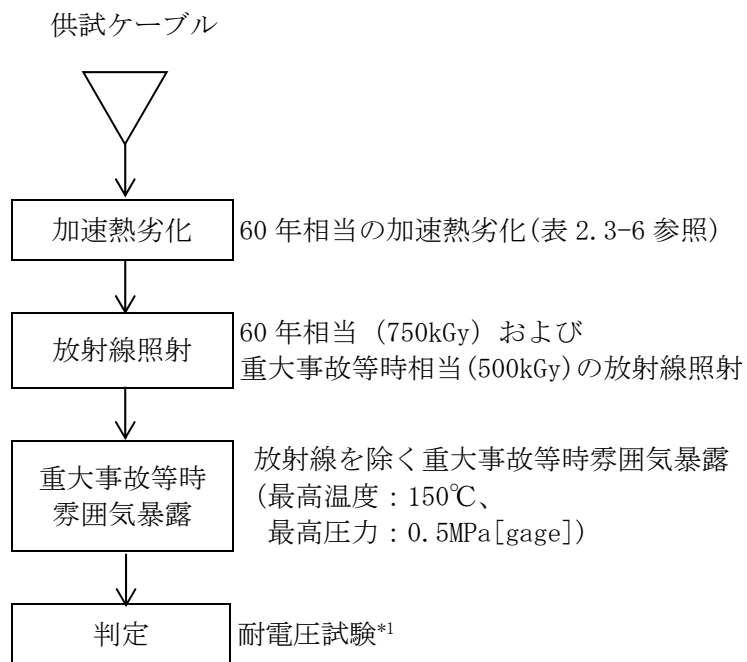 供試ケーブル
加速熱劣化
60 年相当の加速熱劣化(表 2.3-6 参照)
放射線照射
60 年相当 (750kGy) および
重大事故等時相当(500kGy)の放射線照射
重大事故等時
雰囲気暴露
放射線を除く重大事故等時雰囲気暴露
(最高温度：150℃、
最高圧力：0.5MPa[gage])
判定
耐電圧試験*1